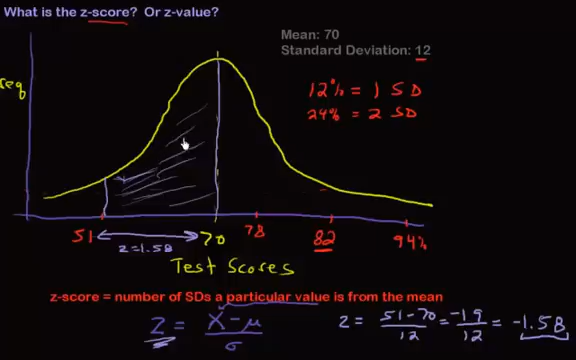 What is the z-score? Or z-value?
Mean: 70
Standard Deviation: 12
req
12% = 1 SD
24% = 2 SD
51 70 78 82 94%
z=1.58
Test Scores
z-score = number of SDs a particular value is from the mean
Z = X - μ / σ
z = 51-70 / 12 = -19 / 12 = -1.58